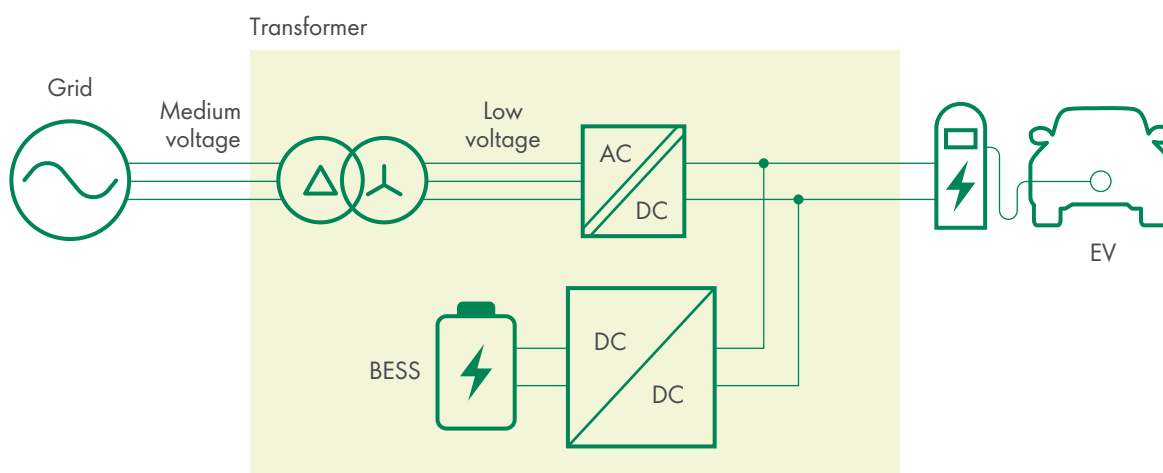 Transformer
Grid
Medium
voltage
Low
voltage
AC
DC
EV
BESS
DC
DC